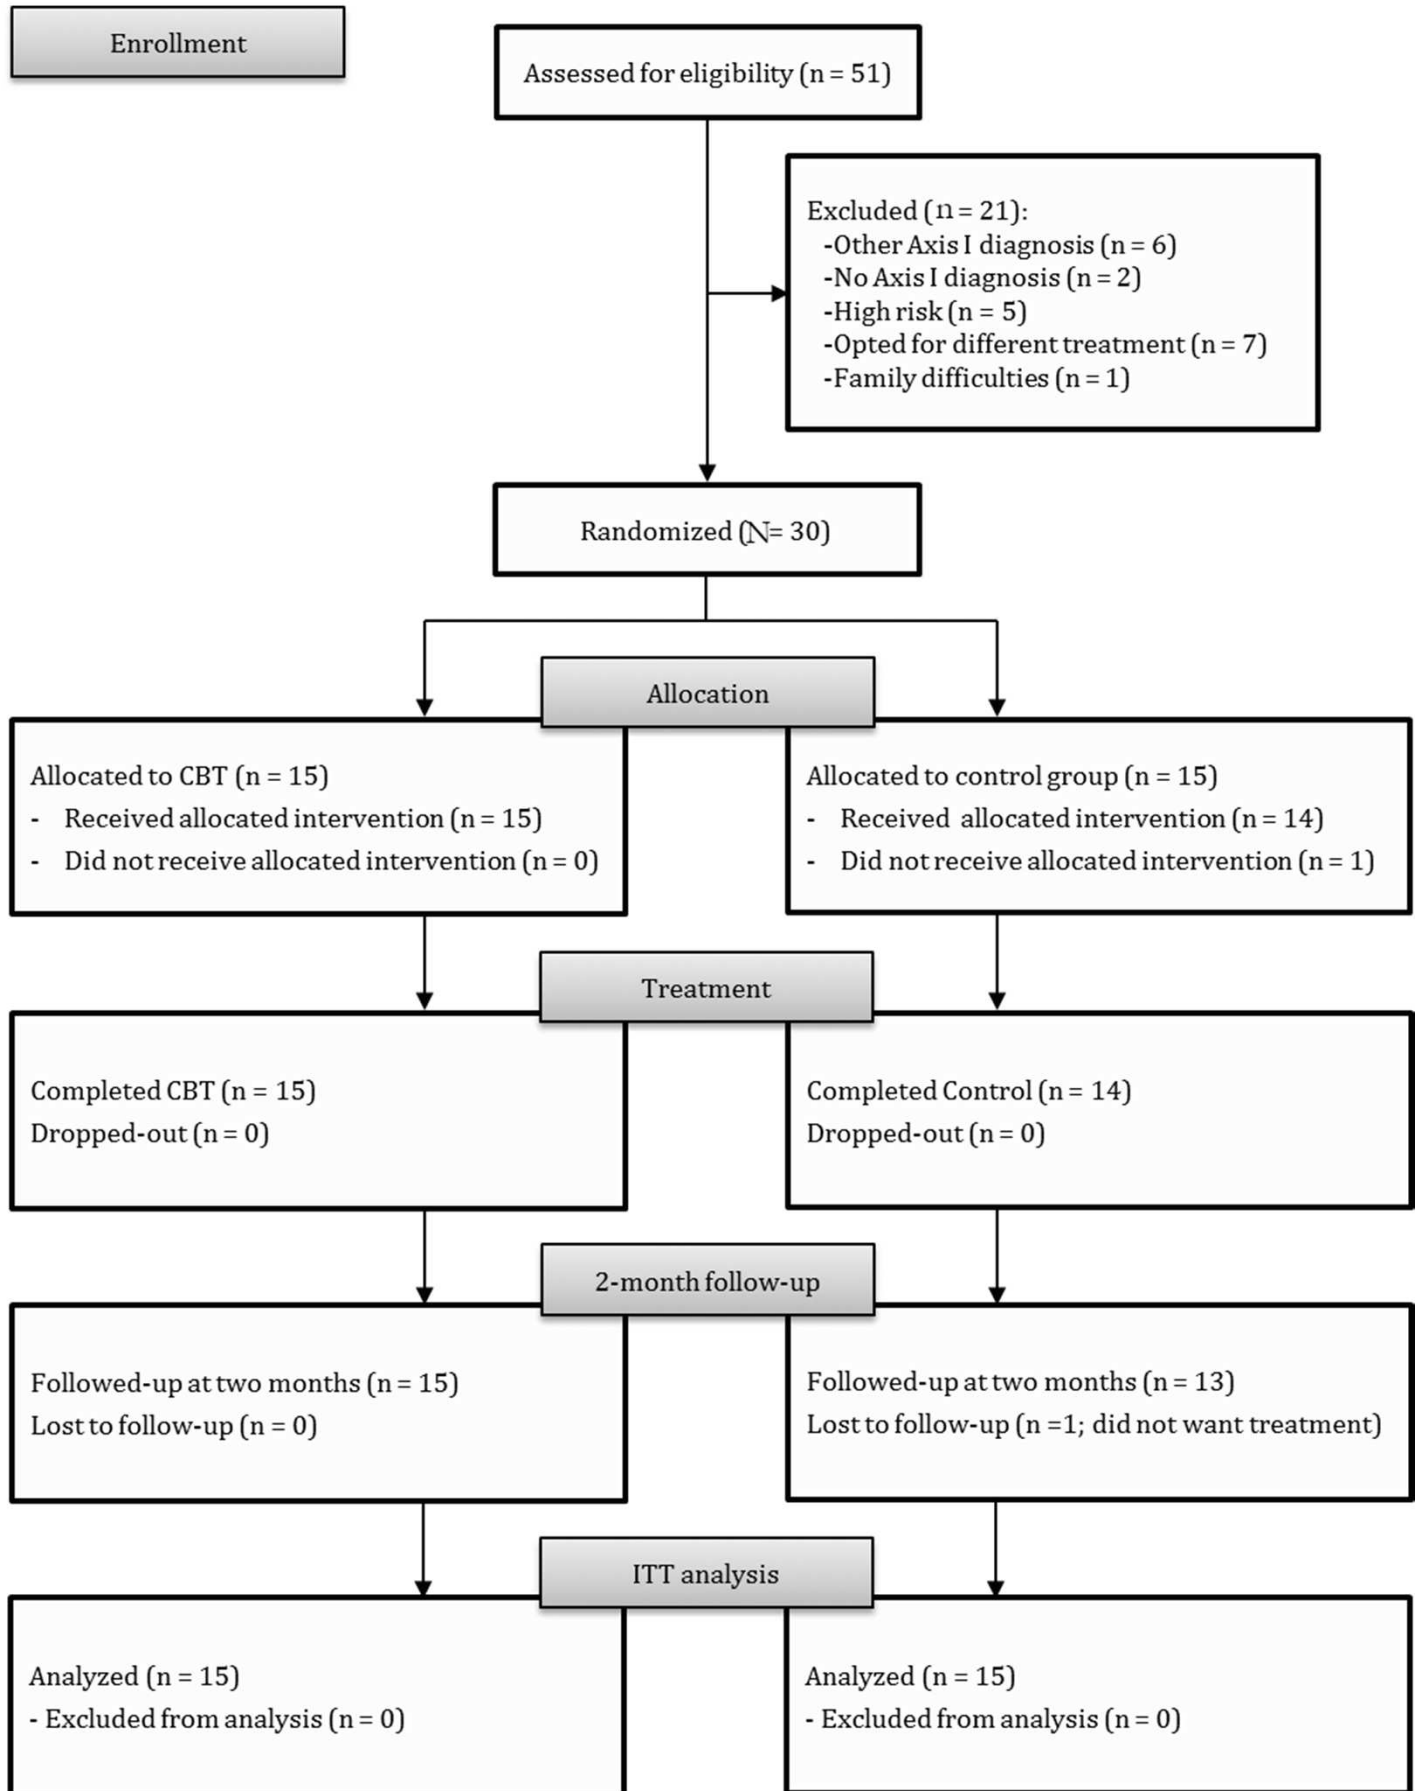 Enrollment
Assessed for eligibility (n = 51)
Excluded (n = 21):
-Other Axis I diagnosis (n = 6)
-No Axis I diagnosis (n = 2)
-High risk (n = 5)
-Opted for different treatment (n = 7)
-Family difficulties (n = 1)
Randomized (N= 30)
Allocation
Allocated to CBT (n = 15)
- Received allocated intervention (n = 15)
- Did not receive allocated intervention (n = 0)
Allocated to control group (n = 15)
- Received allocated intervention (n = 14)
- Did not receive allocated intervention (n = 1)
Treatment
Completed CBT (n = 15)
Dropped-out (n = 0)
Completed Control (n = 14)
Dropped-out (n = 0)
2-month follow-up
Followed-up at two months (n = 15)
Lost to follow-up (n = 0)
Followed-up at two months (n = 13)
Lost to follow-up (n =1; did not want treatment)
ITT analysis
Analyzed (n = 15)
- Excluded from analysis (n = 0)
Analyzed (n = 15)
- Excluded from analysis (n = 0)